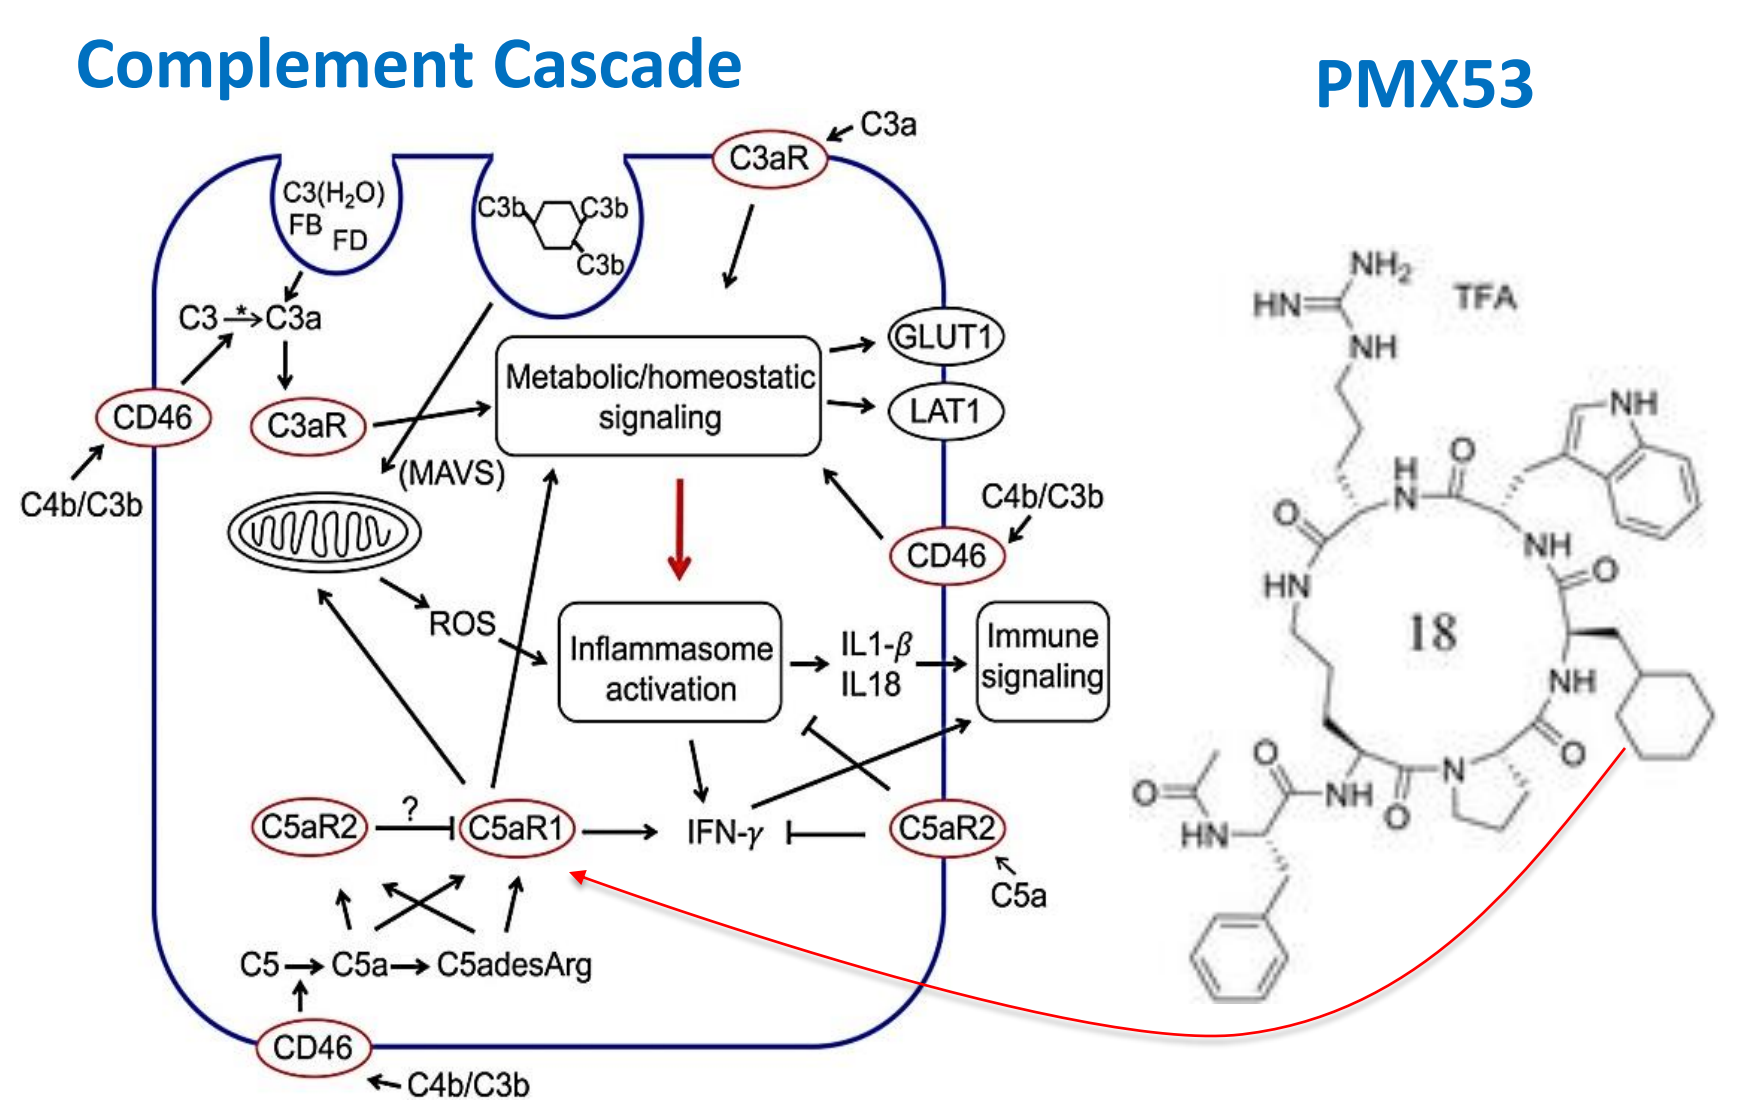 Complement Cascade
PMX53
C3a
C3aR
C3(H₂O)
FB
FD
C3b
C3b
C3b
C3 * C3a
CD46
C4b/C3b
C3aR
Metabolic/homeostatic
signaling
GLUT1
LAT1
(MAVS)
C4b/C3b
CD46
ROS
Inflammasome
activation
IL1-β
IL18
Immune
signaling
C5aR2
?
C5aR1
IFN-γ
C5aR2
C5a
C5
C5a
C5adesArg
CD46
C4b/C3b
NH₂
HN
TFA
NH
NH
H
N
O
O
NH
HN
O
18
NH
O
O
N
O
NH
O
HN